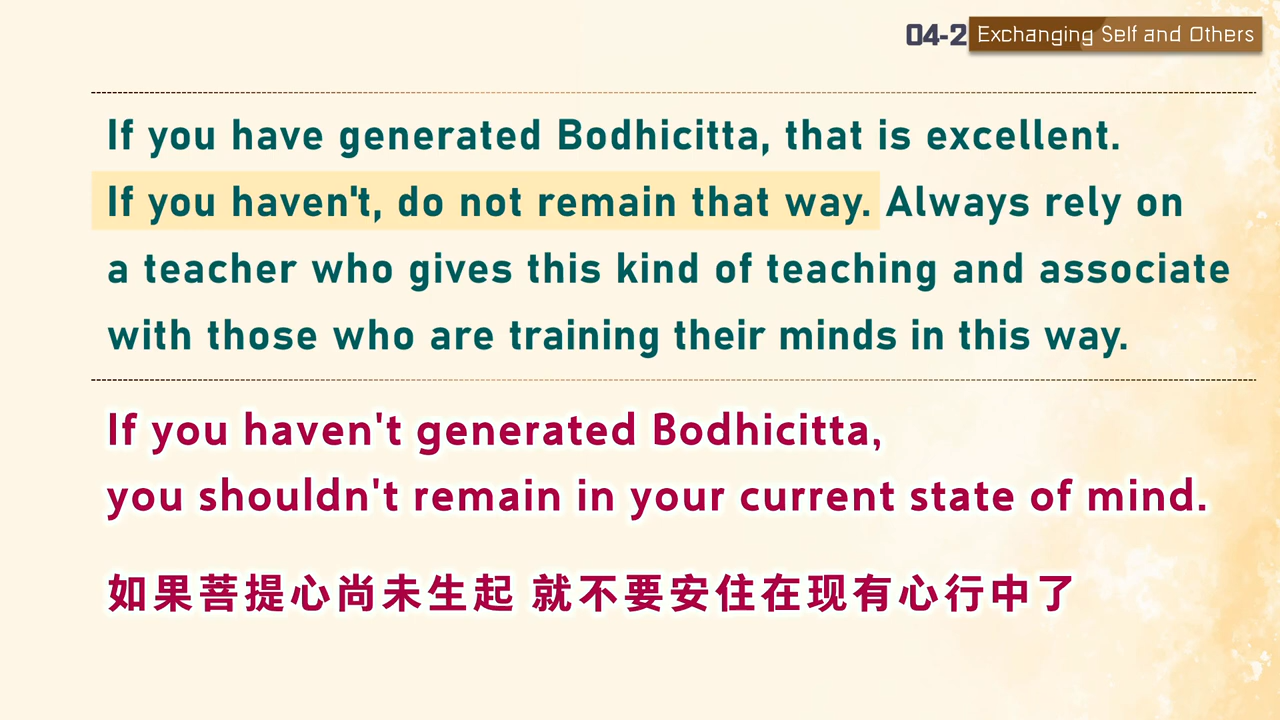 04-2 Exchanging Self and Others
If you have generated Bodhicitta, that is excellent.
If you haven't, do not remain that way. Always rely on
a teacher who gives this kind of teaching and associate
with those who are training their minds in this way.
If you haven't generated Bodhicitta,
you shouldn't remain in your current state of mind.
如果菩提心尚未生起 就不要安住在现有心行中了